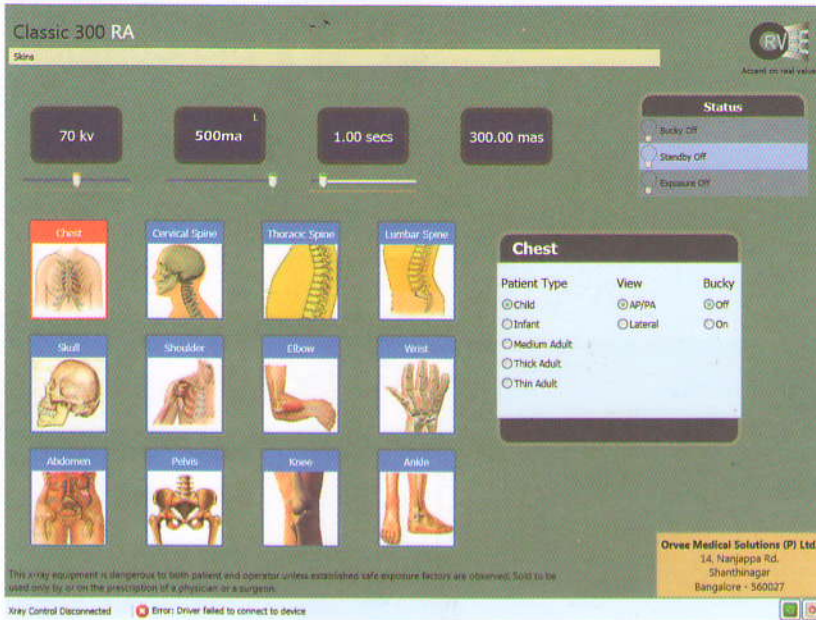 Classic 300 RA
Skins
RVEE
Accent on real value
70 kv
L
500ma
1.00 secs
300.00 mas
Status
Bucky Off
Standby Off
Exposure Off
Chest
Cervical Spine
Thoracic Spine
Lumbar Spine
Skull
Shoulder
Elbow
Wrist
Abdomen
Pelvis
Knee
Ankle
Chest
Patient Type View Bucky
Child AP/PA Off
Infant Lateral On
Medium Adult
Thick Adult
Thin Adult
Orvee Medical Solutions (P) Ltd
14, Nanjappa Rd.
Shanthinagar
Bangalore - 560027
This x-ray equipment is dangerous to both patient and operator unless established safe exposure factors are observed. Sold to be
used only by or on the prescription of a physician or a surgeon.
Xray Control Disconnected Error: Driver failed to connect to device